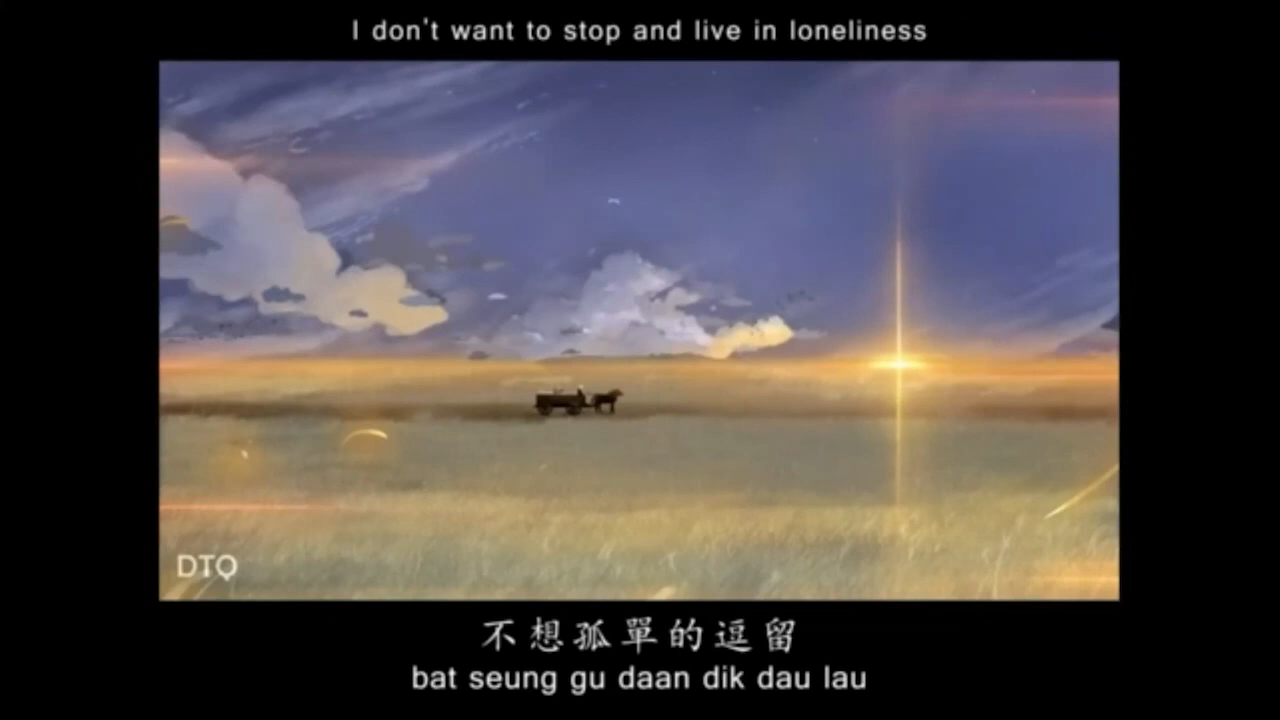 I don't want to stop and live in loneliness
DTQ
不想孤單的逗留
bat seung gu daan dik dau lau